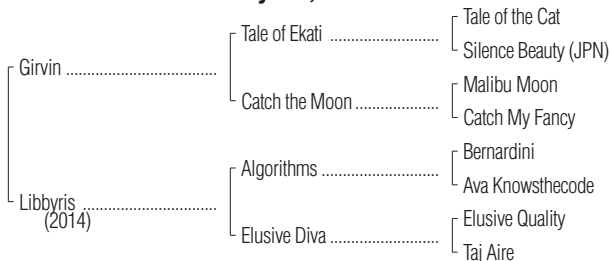 Tale of the Cat
Tale of Ekati ......................
Silence Beauty (JPN)
Girvin ..............................
Malibu Moon
Catch the Moon ................
Catch My Fancy
Bernardini
Algorithms .......................
Ava Knowsthecode
Libbyris ...........................
(2014)
Elusive Quality
Elusive Diva .....................
Taj Aire